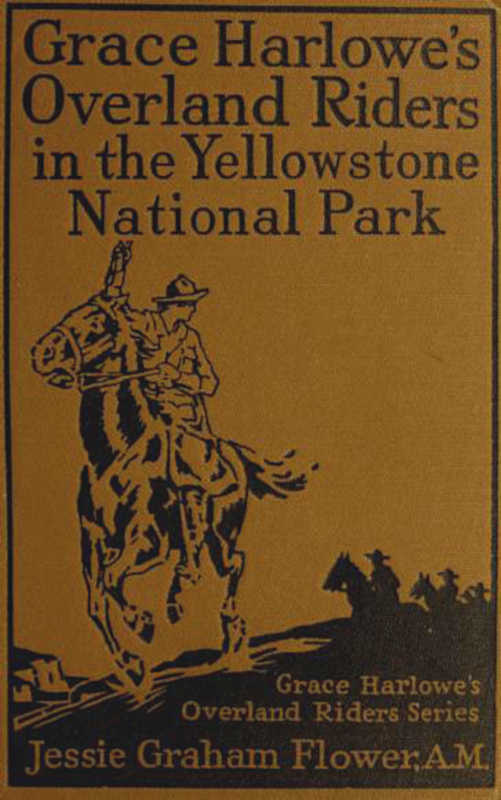 Grace Harlowe's
Overland Riders
in the Yellowstone
National Park
Grace Harlowe's
Overland Riders Series
Jessie Graham Flower, A.M.